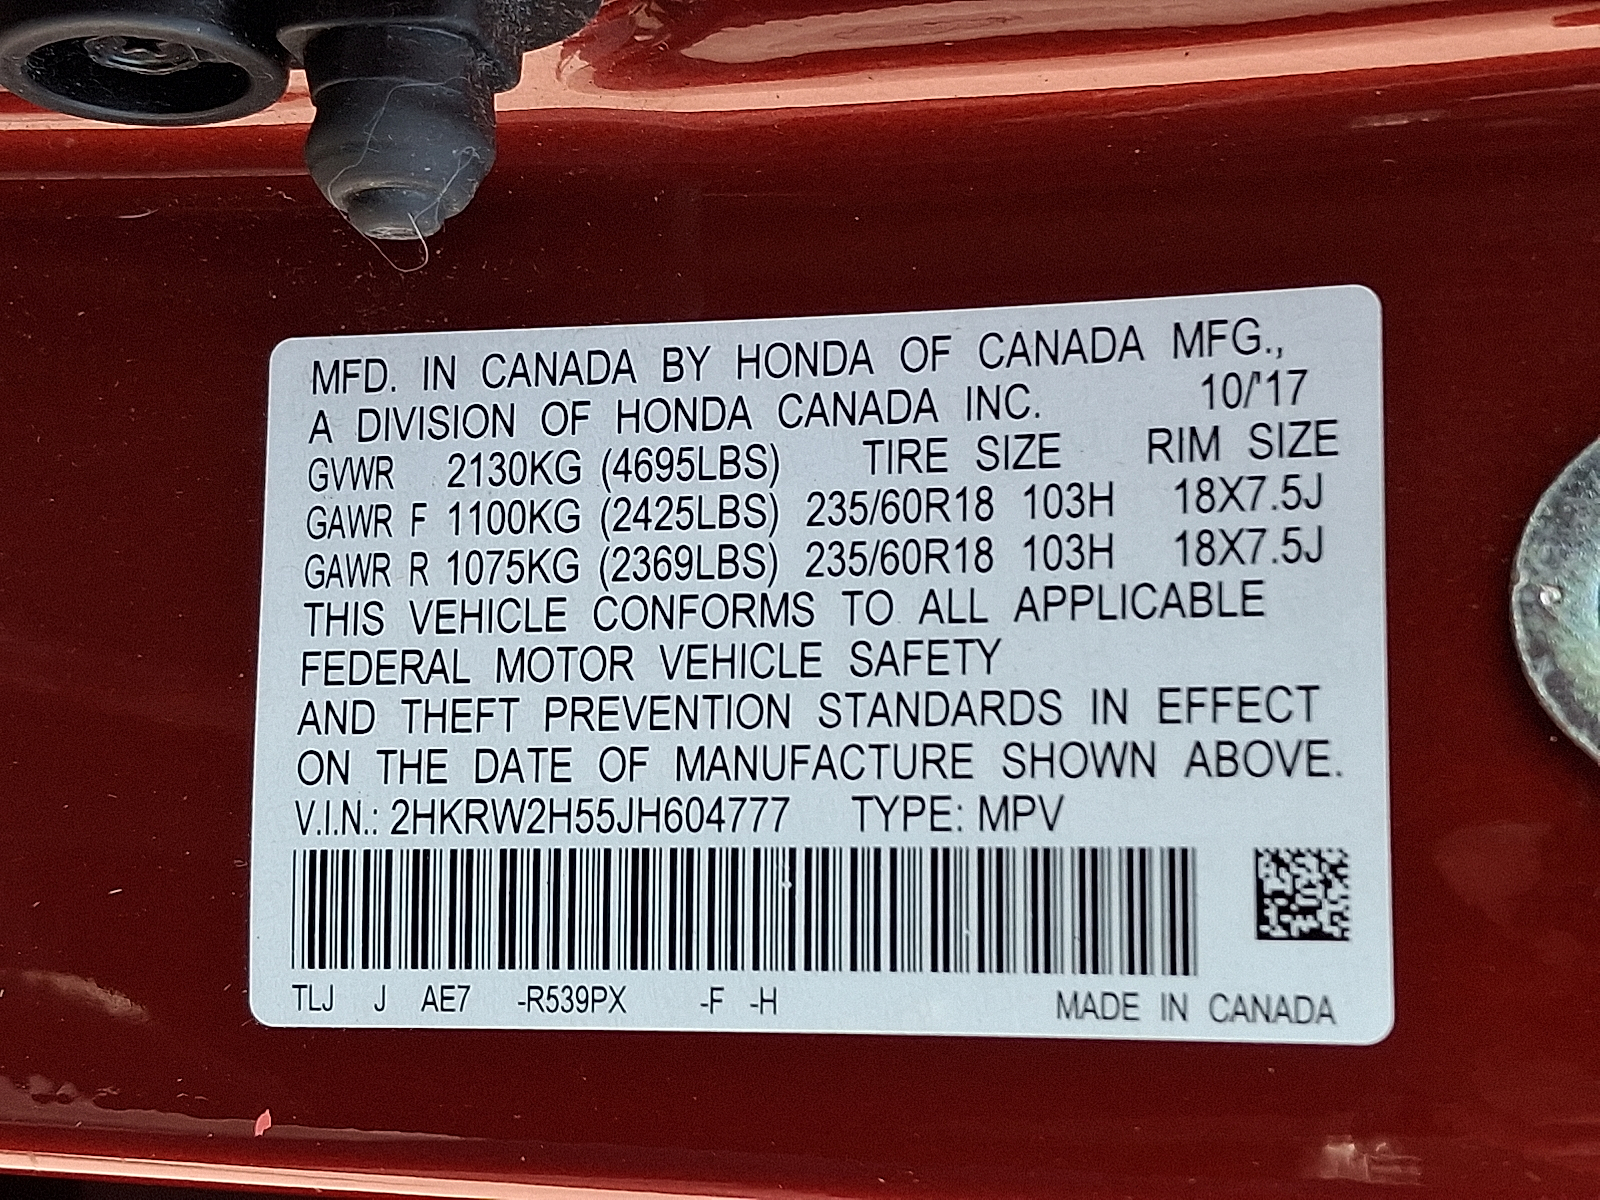 MFD. IN CANADA BY HONDA OF CANADA MFG.,
A DIVISION OF HONDA CANADA INC. 10/'17
GVWR 2130KG (4695LBS) TIRE SIZE RIM SIZE
GAWR F 1100KG (2425LBS) 235/60R18 103H 18X7.5J
GAWR R 1075KG (2369LBS) 235/60R18 103H 18X7.5J
THIS VEHICLE CONFORMS TO ALL APPLICABLE
FEDERAL MOTOR VEHICLE SAFETY
AND THEFT PREVENTION STANDARDS IN EFFECT
ON THE DATE OF MANUFACTURE SHOWN ABOVE.
V.I.N.: 2HKRW2H55JH604777 TYPE: MPV
TLJ J AE7 -R539PX -F -H MADE IN CANADA